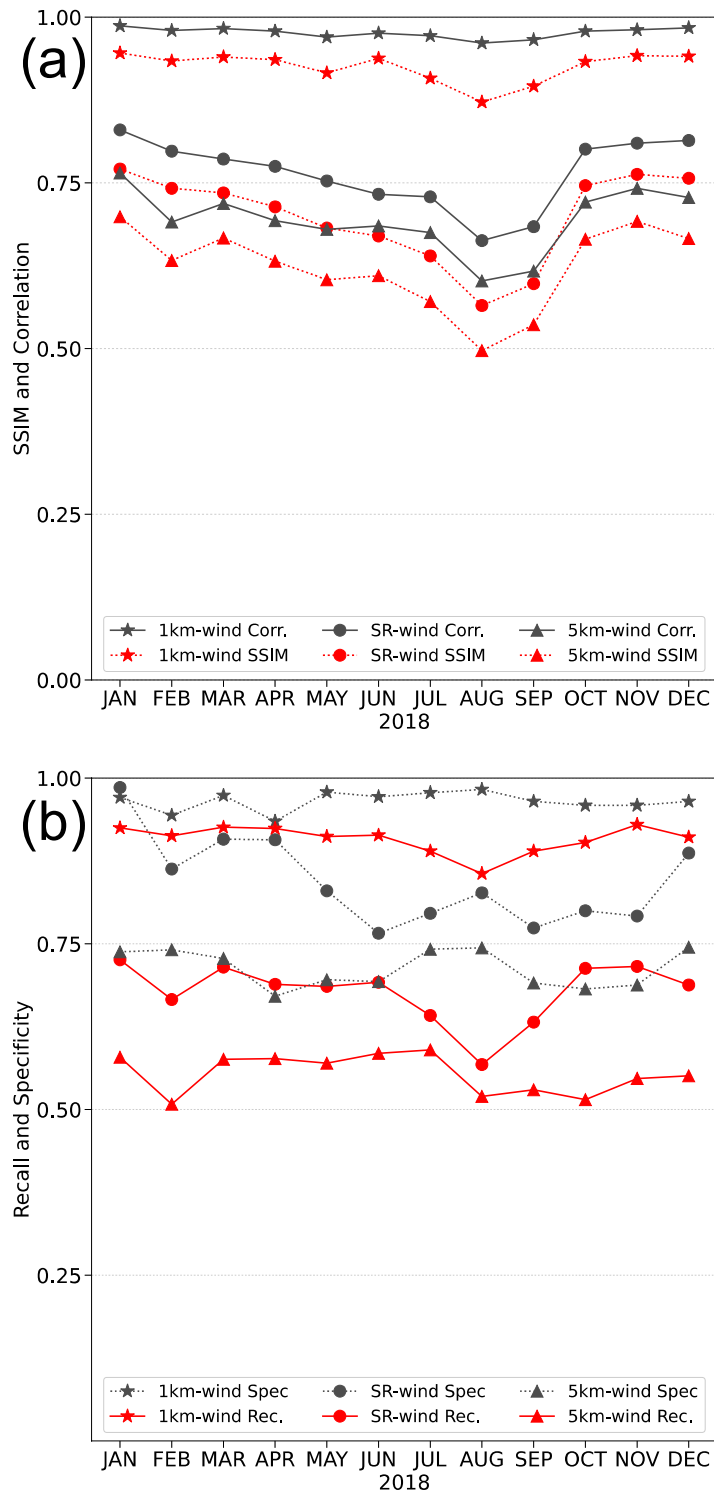 (a)
1.00
0.75
0.50
0.25
0.00
SSIM and Correlation
1km-wind Corr. SR-wind Corr. 5km-wind Corr.
1km-wind SSIM SR-wind SSIM 5km-wind SSIM
JAN FEB MAR APR MAY JUN JUL AUG SEP OCT NOV DEC
2018
(b)
1.00
0.75
0.50
0.25
Recall and Specificity
1km-wind Spec SR-wind Spec 5km-wind Spec
1km-wind Rec. SR-wind Rec. 5km-wind Rec.
JAN FEB MAR APR MAY JUN JUL AUG SEP OCT NOV DEC
2018